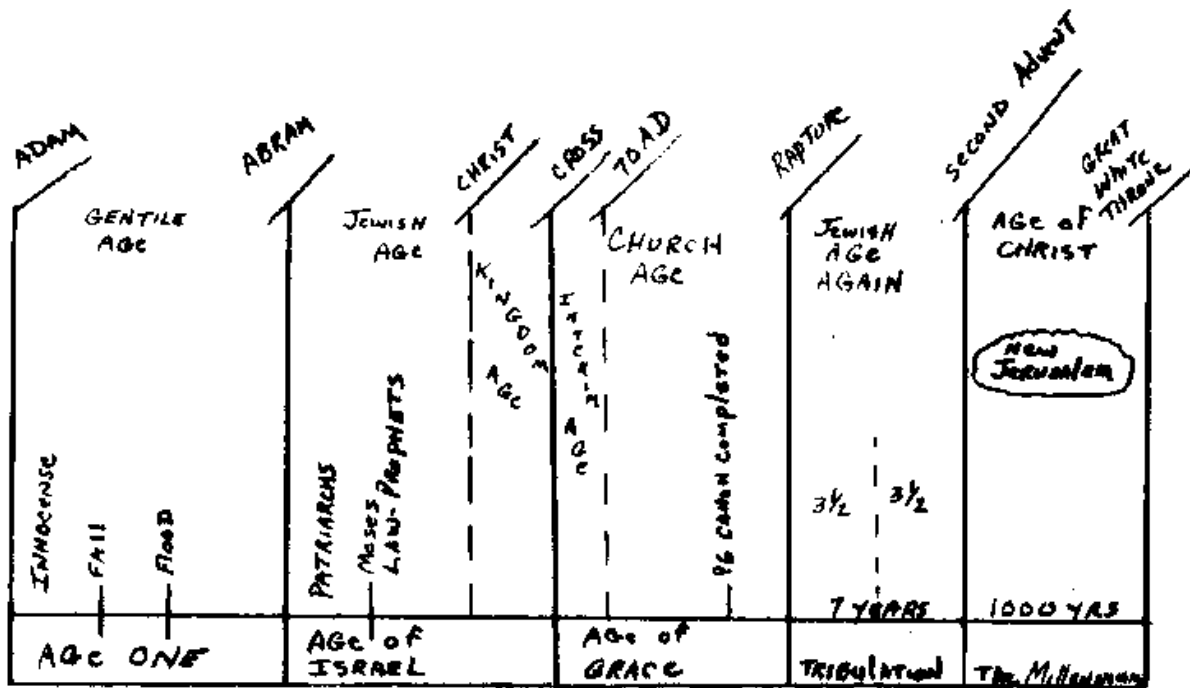 ADAM
ABRAM
CHRIST
CROSS
70 AD
RAPTURE
SECOND ADVENT
GREAT
WHITE
THRONE
GENTILE
AGE
JEWISH
AGE
KINGDOM
AGE
INTERIM
AGE
CHURCH
AGE
JEWISH
AGE
AGAIN
AGE of
CHRIST
NEW
JERUSALEM
INNOCENSE
FALL
FLOOD
PATRIARCHS
MOSES
LAW-PROPHETS
96 CANON COMPLETED
3½
3½
7 YEARS
1000 YRS
AGE ONE
AGE OF
ISRAEL
AGE of
GRACE
TRIBULATION
The Millennium